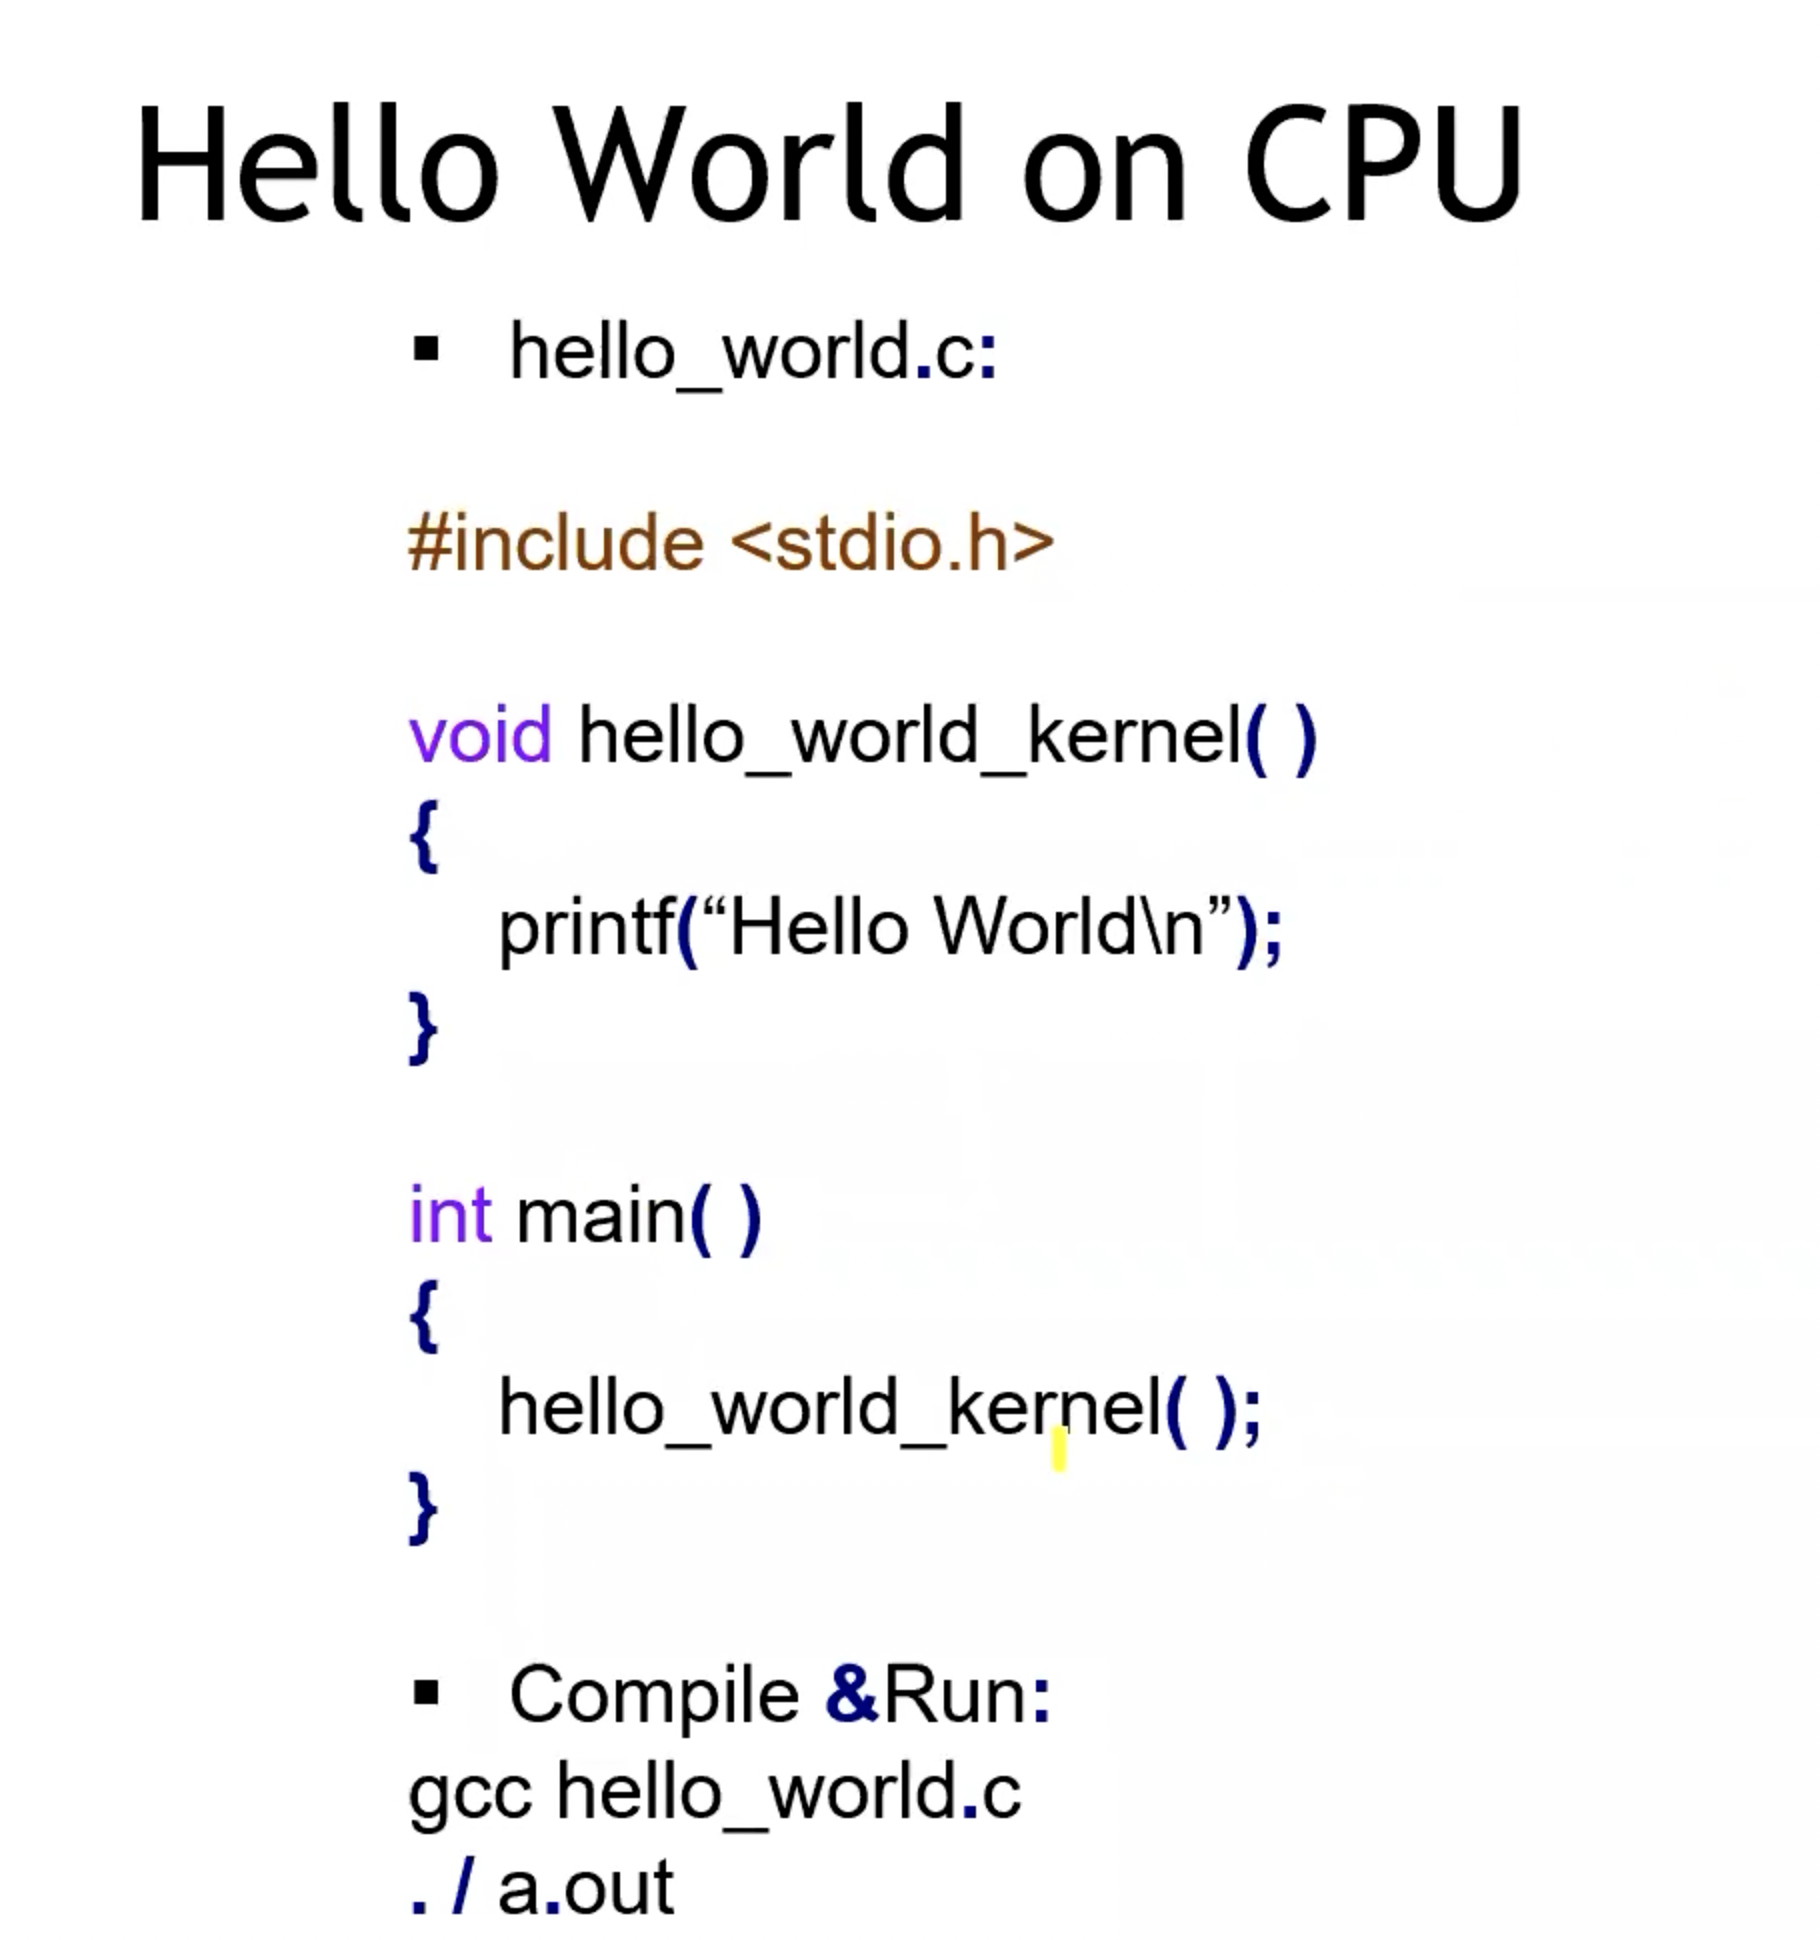 Hello World on CPU
▪ hello_world.c:
#include <stdio.h>
void hello_world_kernel( )
{
printf(“Hello World\n”);
}
int main( )
{
hello_world_kernel( );
}
▪ Compile &Run:
gcc hello_world.c
. / a.out